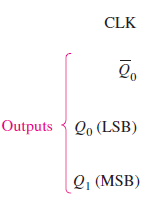 CLK
Q̅₀
Outputs
Q₀ (LSB)
Q₁ (MSB)